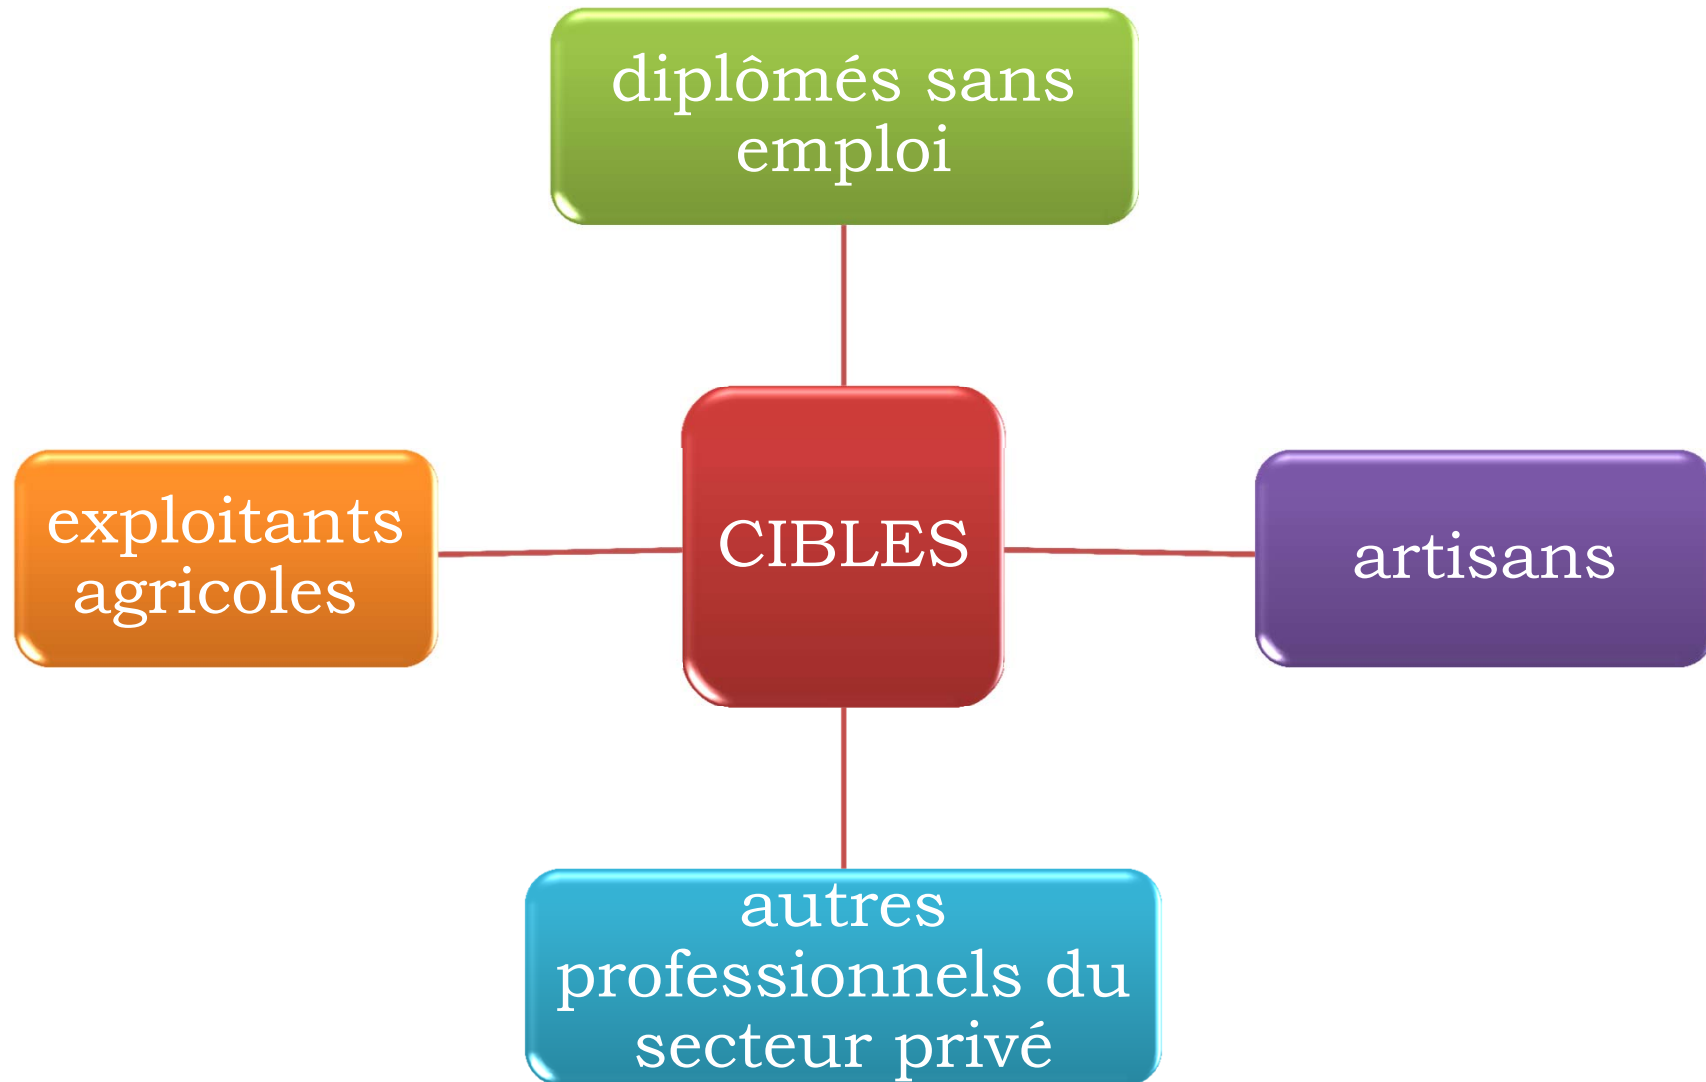 diplômés sans
emploi
exploitants
agricoles
CIBLES
artisans
autres
professionnels du
secteur privé